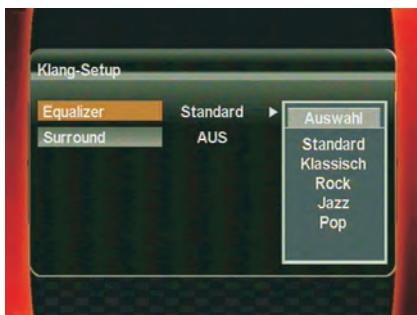 Klang-Setup
Equalizer Standard ▶
Surround AUS
Auswahl
Standard
Klassisch
Rock
Jazz
Pop